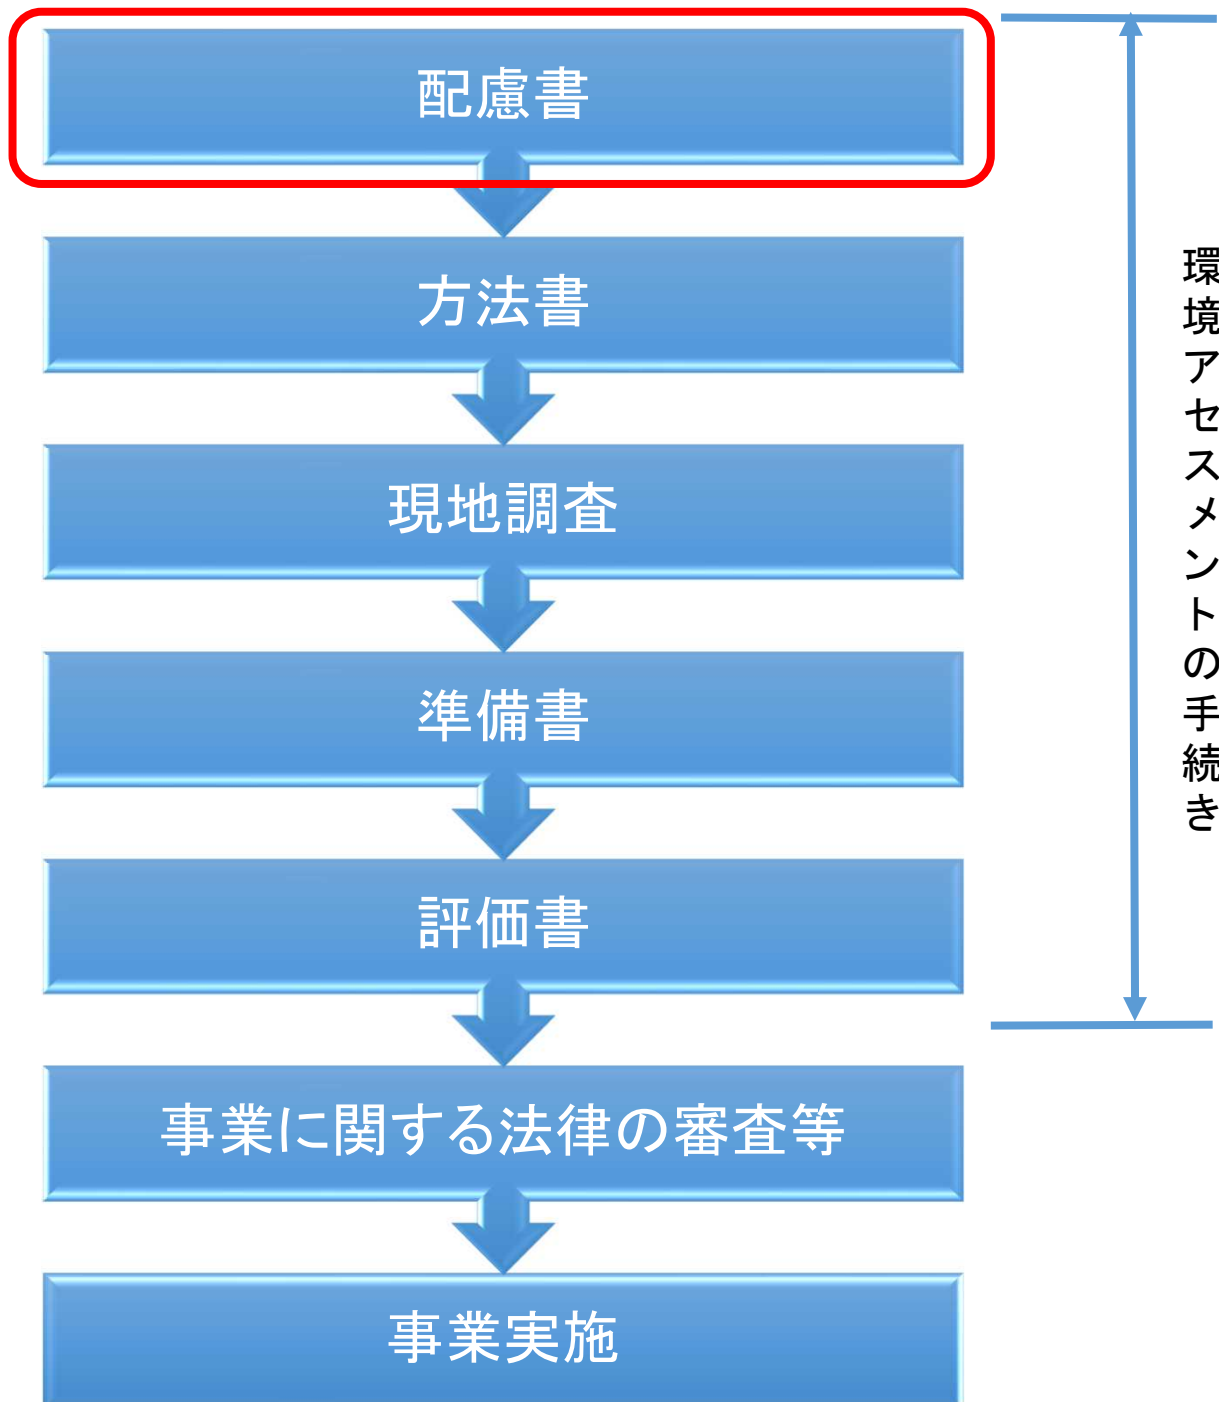 配慮書
方法書
現地調査
準備書
評価書
事業に関する法律の審査等
事業実施
環境アセスメントの手続き